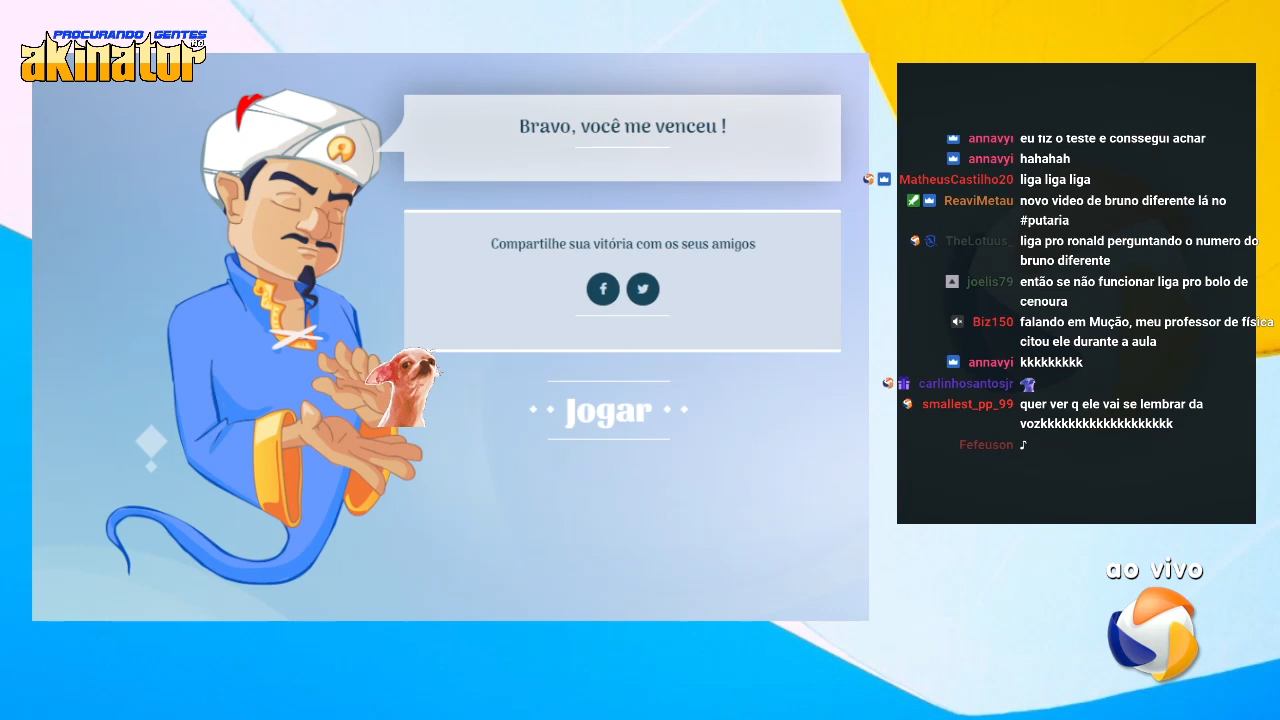 PROCURANDO GENTES
no
akinator
Bravo, você me venceu !
Compartilhe sua vitória com os seus amigos
Jogar
annavyi eu fiz o teste e conssegui achar
annavyi hahahah
MatheusCastilho20 liga liga liga
ReaviMetau novo video de bruno diferente lá no
#putaria
TheLotuus_ liga pro ronald perguntando o numero do
bruno diferente
joelis79 então se não funcionar liga pro bolo de
cenoura
Biz150 falando em Mução, meu professor de física
citou ele durante a aula
annavyi kkkkkkkkk
carlinhosantosjr
smallest_pp_99 quer ver q ele vai se lembrar da
vozkkkkkkkkkkkkkkkkkkk
Fefeuson ♪
ao vivo